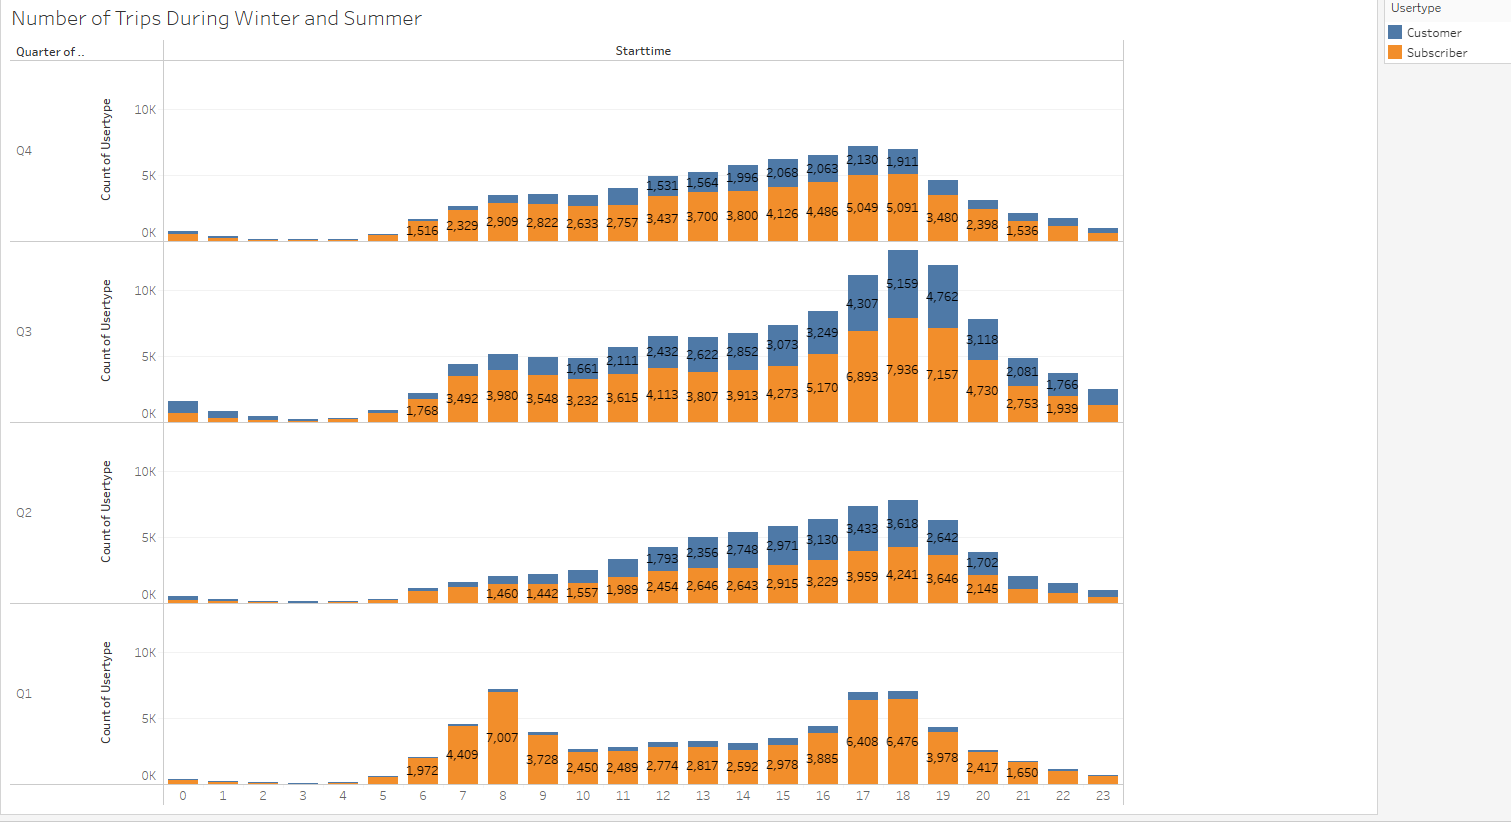 Number of Trips During Winter and Summer
Usertype
Customer
Subscriber
Quarter of ..
Starttime
Q4
Count of Usertype
10K
5K
0K
1,531 1,564 1,996 2,068 2,063 2,130 1,911
1,516 2,329 2,909 2,822 2,633 2,757 3,437 3,700 3,800 4,126 4,486 5,049 5,091 3,480 2,398 1,536
Q3
Count of Usertype
10K
5K
0K
1,661 2,111 2,432 2,622 2,852 3,073 3,249 4,307 5,159 4,762 3,118 2,081 1,766
1,768 3,492 3,980 3,548 3,232 3,615 4,113 3,807 3,913 4,273 5,170 6,893 7,936 7,157 4,730 2,753 1,939
Q2
Count of Usertype
10K
5K
0K
1,793 2,356 2,748 2,971 3,130 3,433 3,618 2,642 1,702
1,460 1,442 1,557 1,989 2,454 2,646 2,643 2,915 3,229 3,959 4,241 3,646 2,145
Q1
Count of Usertype
10K
5K
0K
1,972 4,409 7,007 3,728 2,450 2,489 2,774 2,817 2,592 2,978 3,885 6,408 6,476 3,978 2,417 1,650
0 1 2 3 4 5 6 7 8 9 10 11 12 13 14 15 16 17 18 19 20 21 22 23